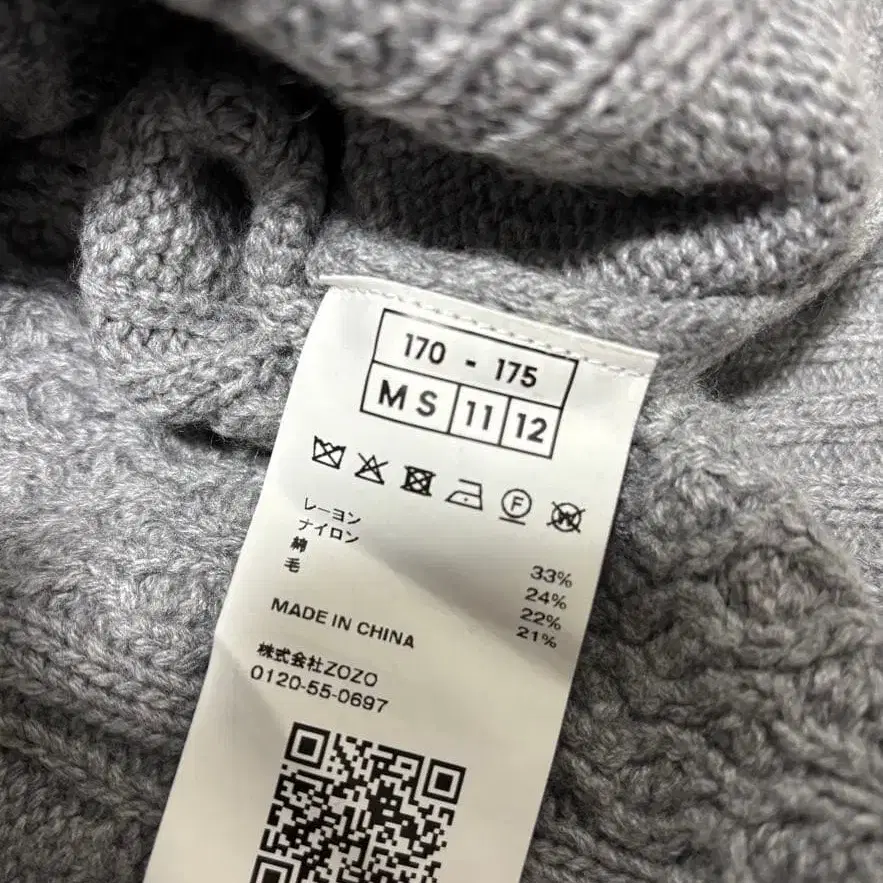 170 - 175
MS 11 12
F
W
レーヨン 33%
ナイロン 24%
綿 22%
毛 21%
MADE IN CHINA
株式会社ZOZO
0120-55-0697